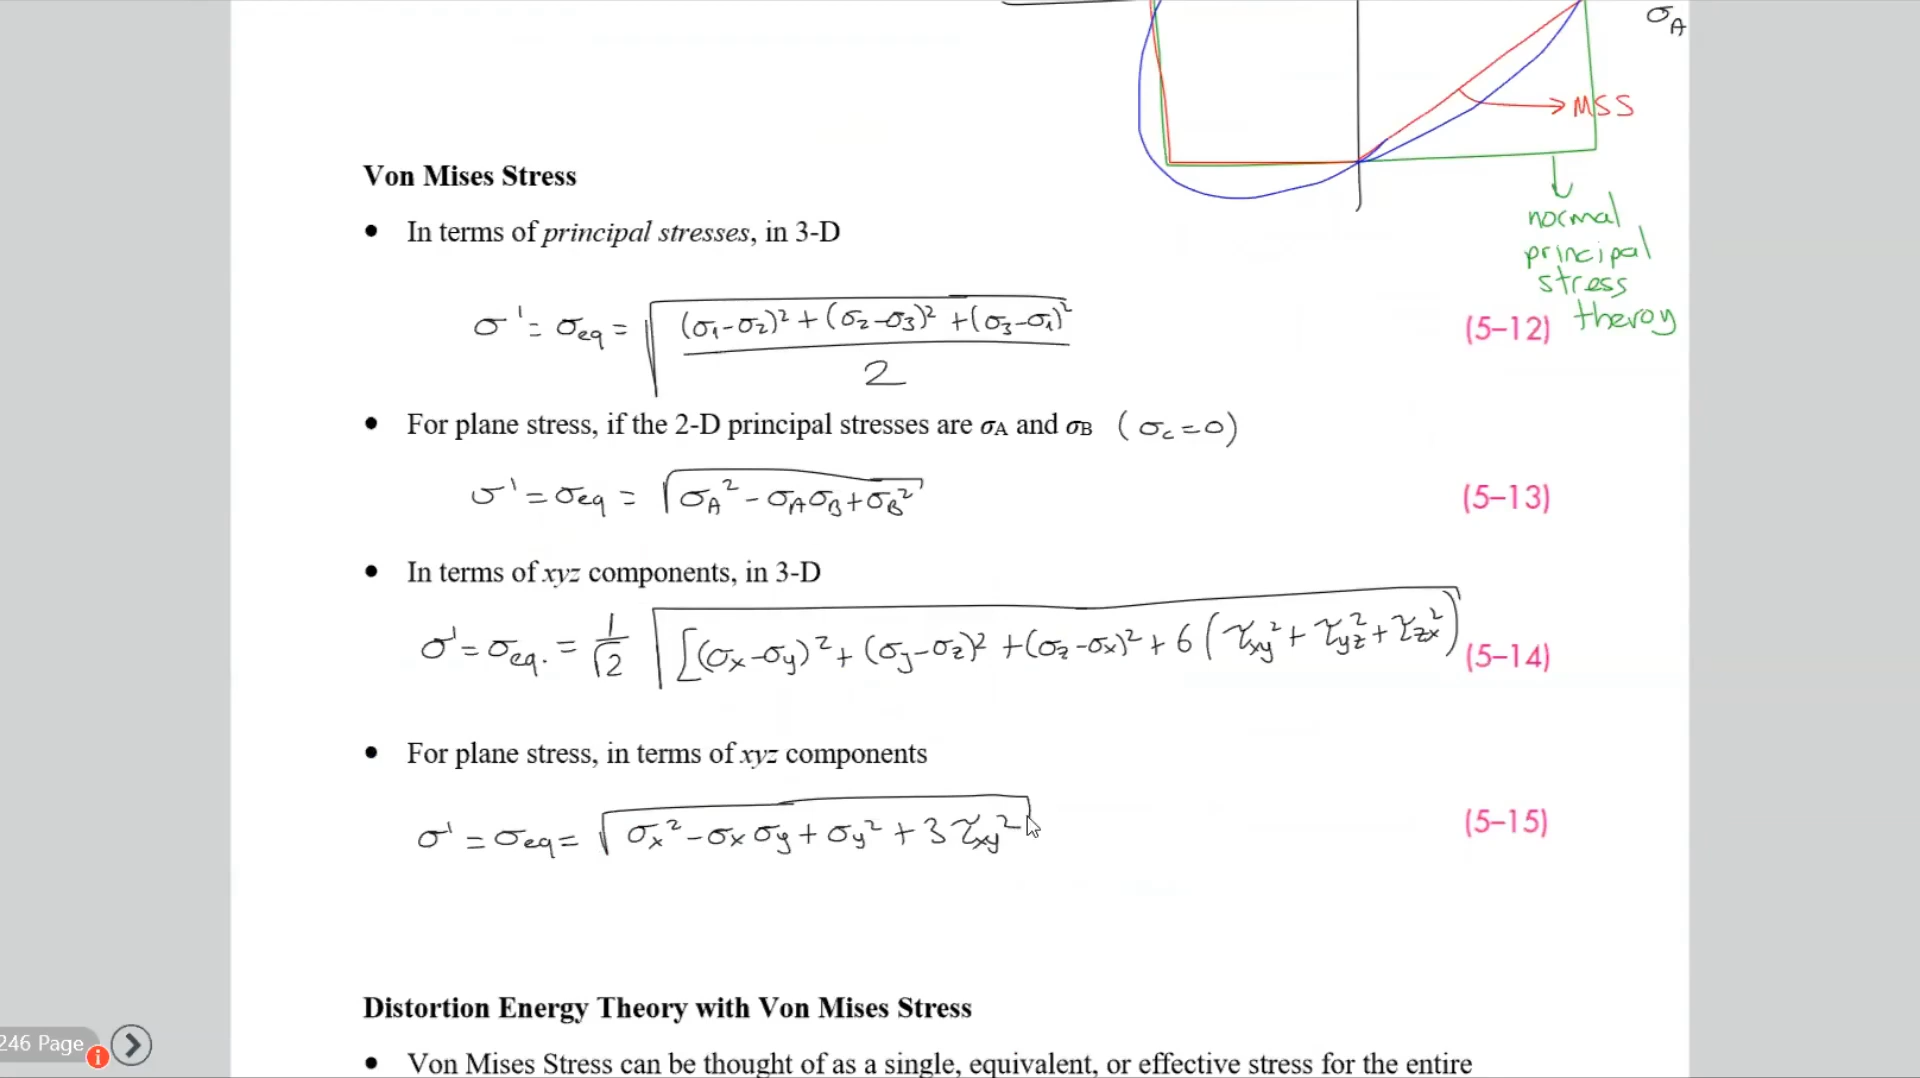 σA
MSS
Von Mises Stress
normal
• In terms of principal stresses, in 3-D
principal
stress
theroy
σ' = σeq = √((σ1-σ2)² + (σ2-σ3)² + (σ3-σ1)² / 2)
(5–12)
• For plane stress, if the 2-D principal stresses are σA and σB (σc=0)
σ' = σeq = √(σA² - σAσB + σB²)
(5–13)
• In terms of xyz components, in 3-D
σ' = σeq. = 1/√2 √[(σx-σy)² + (σy-σz)² + (σz-σx)² + 6(τxy² + τyz² + τzx²)
(5–14)
• For plane stress, in terms of xyz components
σ' = σeq = √(σx² - σxσy + σy² + 3τxy²)
(5–15)
Distortion Energy Theory with Von Mises Stress
• Von Mises Stress can be thought of as a single, equivalent, or effective stress for the entire
246 Page